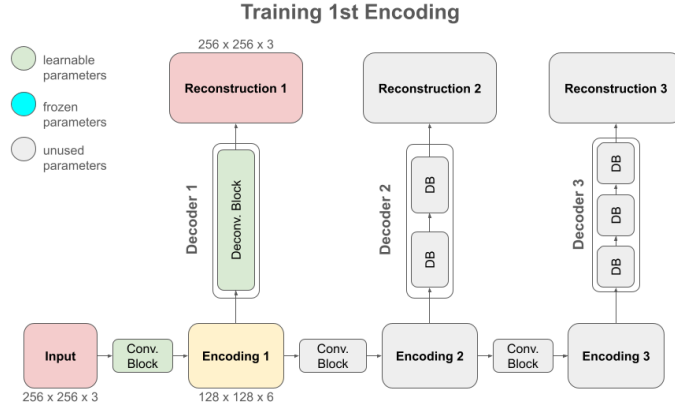 Training 1st Encoding
256 x 256 x 3
learnable
parameters
frozen
parameters
unused
parameters
Reconstruction 1
Reconstruction 2
Reconstruction 3
Decoder 1
Deconv. Block
Decoder 2
DB
DB
Decoder 3
DB
DB
DB
Input
Conv.
Block
Encoding 1
Conv.
Block
Encoding 2
Conv.
Block
Encoding 3
256 x 256 x 3
128 x 128 x 6